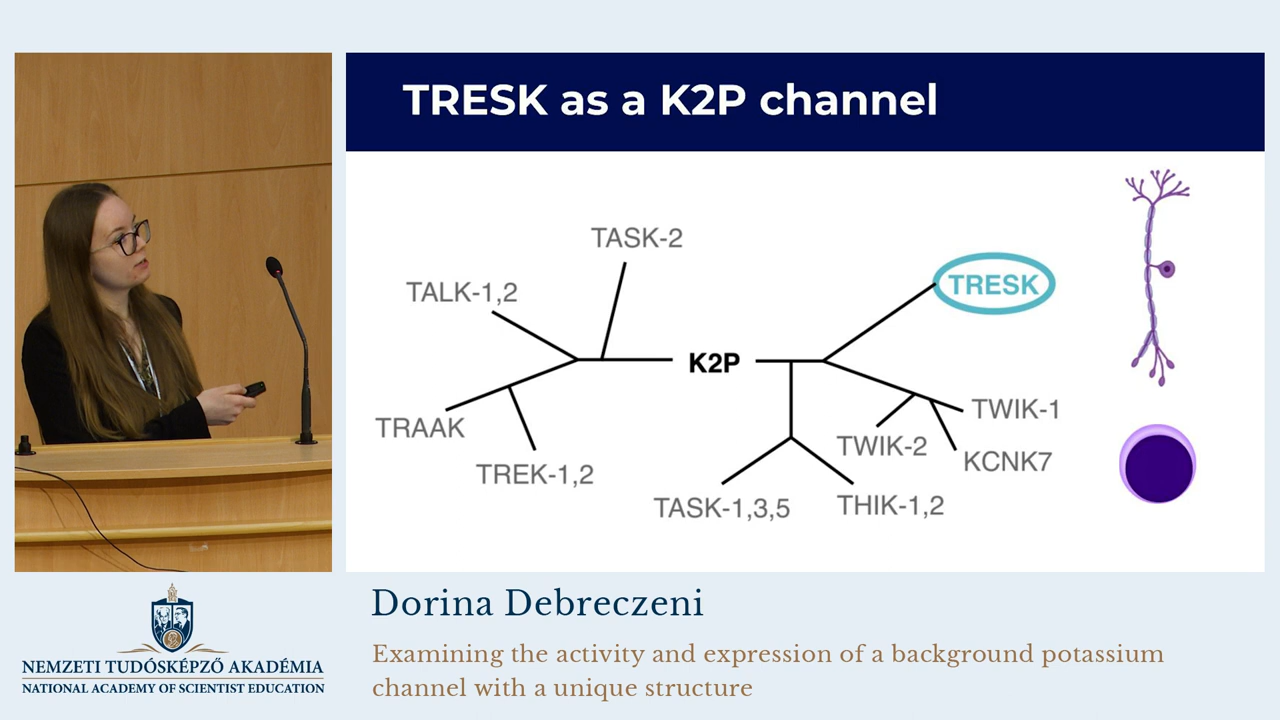 TRESK as a K2P channel
TASK-2
TALK-1,2
TRESK
K2P
TRAAK
TREK-1,2
TWIK-1
TWIK-2
KCNK7
TASK-1,3,5
THIK-1,2
Dorina Debreczeni
Examining the activity and expression of a background potassium
channel with a unique structure
NEMZETI TUDÓSKÉPZŐ AKADÉMIA
NATIONAL ACADEMY OF SCIENTIST EDUCATION